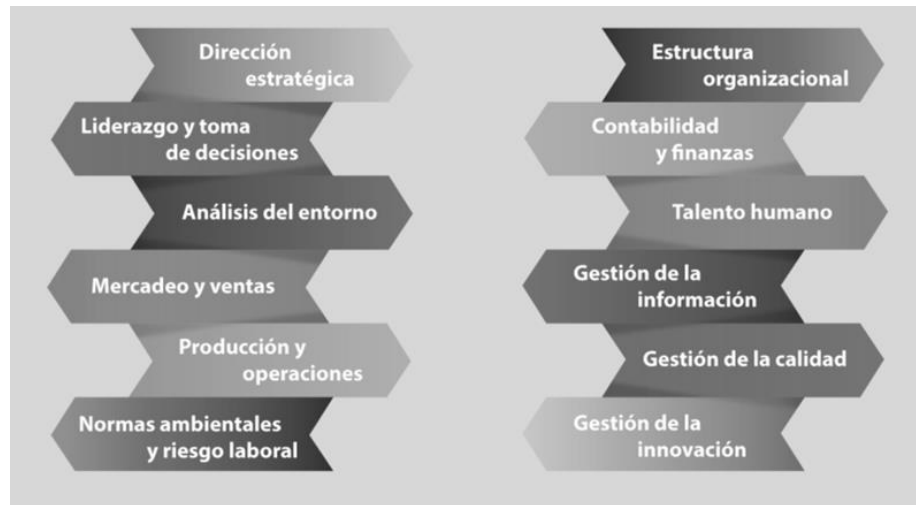 Dirección
estratégica
Liderazgo y toma
de decisiones
Análisis del entorno
Mercadeo y ventas
Producción y
operaciones
Normas ambientales
y riesgo laboral
Estructura
organizacional
Contabilidad
y finanzas
Talento humano
Gestión de la
información
Gestión de la calidad
Gestión de la
innovación